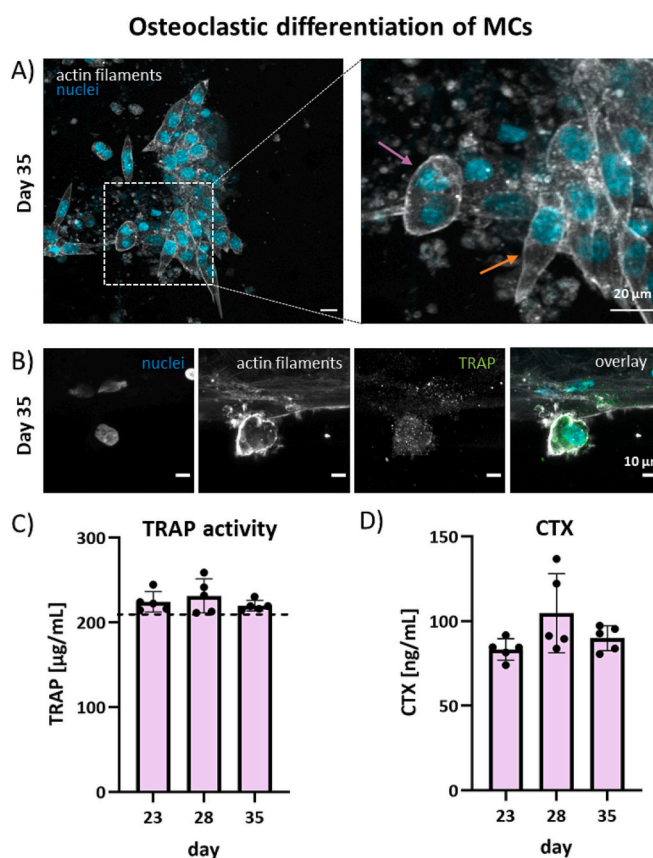 Osteoclastic differentiation of MCs
A)
actin filaments
nuclei
Day 35
20 µm
B)
nuclei
actin filaments
TRAP
overlay
Day 35
10 µm
C)
TRAP activity
TRAP [µg/mL]
300
200
100
0
23 28 35
day
D)
CTX
CTX [ng/mL]
150
100
50
0
23 28 35
day